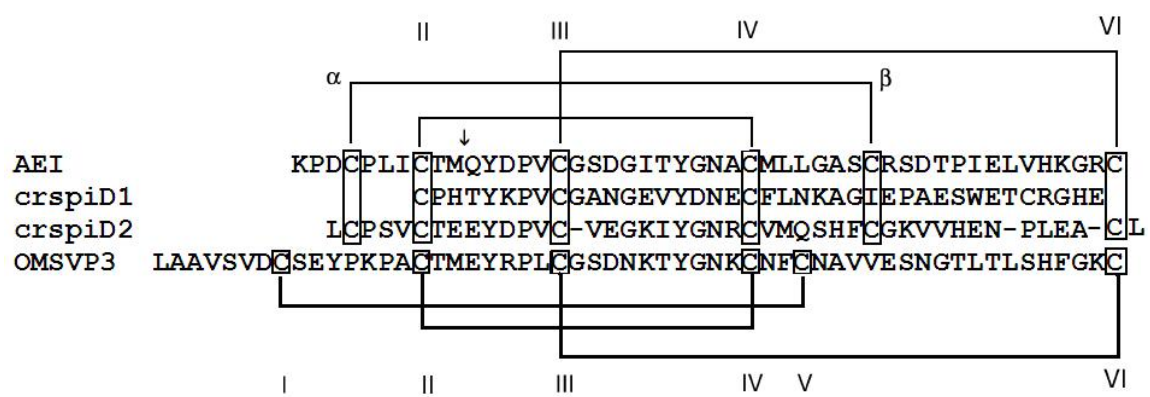 II III IV VI
α β
↓
AEI KPDCPLICTMQYDPVCGSDGITYGNACMLLGASCRSDTPIELVHKGRC
crspiD1 CPHTYKPVCGANGEVYDNECFLNKAGIEPAESWETCRGHE
crspiD2 LCPSVCTEEYDPVC-VEGKIYGNRCVMQSHFCGKVVHEN-PLEA-CL
OMSVP3 LAAVSVDCSEYPKPACTMEYRPLCGSDNKTYGNKCNFCNAVVESNGTLTLSHFGKC
I II III IV V VI